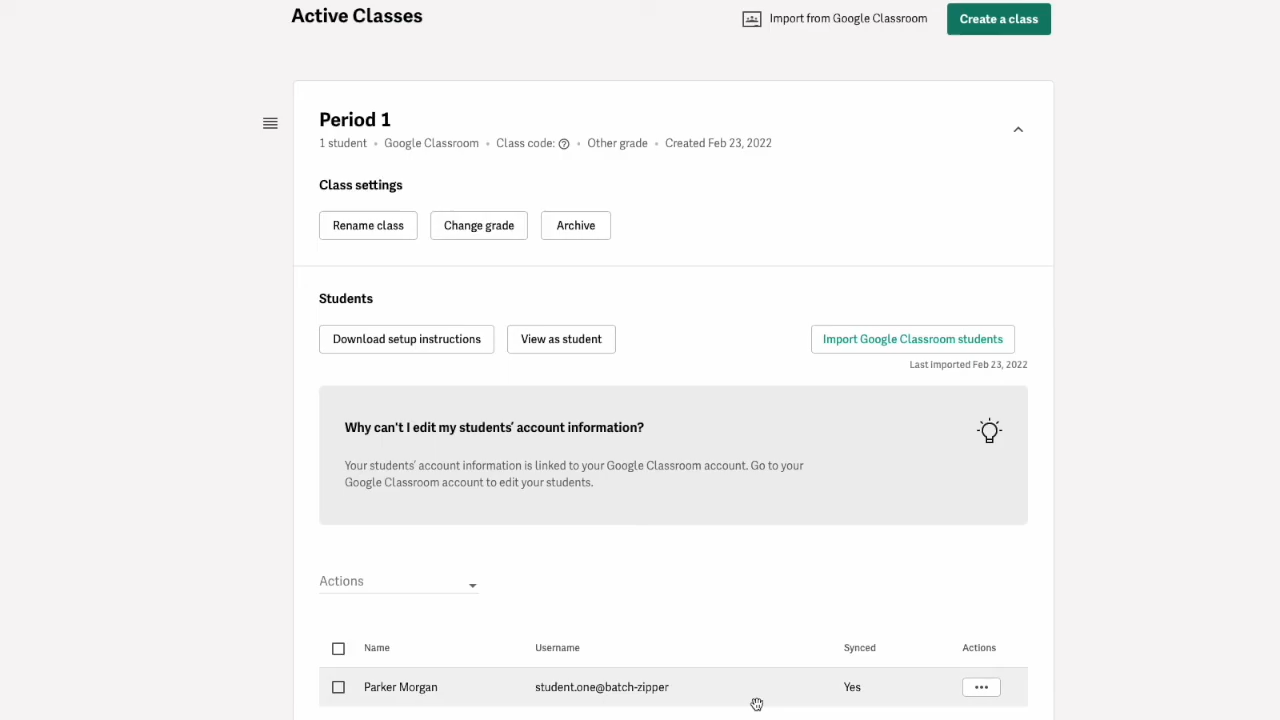 Active Classes
Import from Google Classroom
Create a class
Period 1
1 student • Google Classroom • Class code: ? • Other grade • Created Feb 23, 2022
Class settings
Rename class
Change grade
Archive
Students
Download setup instructions
View as student
Import Google Classroom students
Last imported Feb 23, 2022
Why can't I edit my students' account information?
Your students' account information is linked to your Google Classroom account. Go to your
Google Classroom account to edit your students.
Actions
Name Username Synced Actions
Parker Morgan student.one@batch-zipper Yes •••